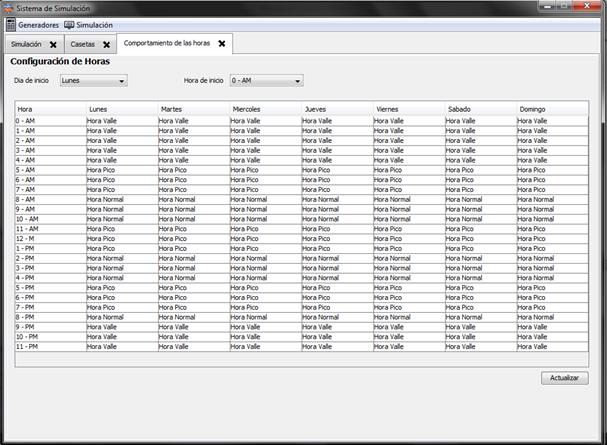 Sistema de Simulación
Generadores Simulación
Simulación Casetas Comportamiento de las horas
Configuración de Horas
Dia de inicio Lunes Hora de inicio 0 - AM
Hora Lunes Martes Miercoles Jueves Viernes Sabado Domingo
0 - AM Hora Valle Hora Valle Hora Valle Hora Valle Hora Valle Hora Valle Hora Valle
1 - AM Hora Valle Hora Valle Hora Valle Hora Valle Hora Valle Hora Valle Hora Valle
2 - AM Hora Valle Hora Valle Hora Valle Hora Valle Hora Valle Hora Valle Hora Valle
3 - AM Hora Valle Hora Valle Hora Valle Hora Valle Hora Valle Hora Valle Hora Valle
4 - AM Hora Valle Hora Valle Hora Valle Hora Valle Hora Valle Hora Valle Hora Valle
5 - AM Hora Pico Hora Pico Hora Pico Hora Pico Hora Pico Hora Pico Hora Pico
6 - AM Hora Pico Hora Pico Hora Pico Hora Pico Hora Pico Hora Pico Hora Pico
7 - AM Hora Pico Hora Pico Hora Pico Hora Pico Hora Pico Hora Pico Hora Pico
8 - AM Hora Normal Hora Normal Hora Normal Hora Normal Hora Normal Hora Normal Hora Normal
9 - AM Hora Normal Hora Normal Hora Normal Hora Normal Hora Normal Hora Normal Hora Normal
10 - AM Hora Normal Hora Normal Hora Normal Hora Normal Hora Normal Hora Normal Hora Normal
11 - AM Hora Pico Hora Pico Hora Pico Hora Pico Hora Pico Hora Pico Hora Pico
12 - M Hora Pico Hora Pico Hora Pico Hora Pico Hora Pico Hora Pico Hora Pico
1 - PM Hora Pico Hora Pico Hora Pico Hora Pico Hora Pico Hora Pico Hora Pico
2 - PM Hora Normal Hora Normal Hora Normal Hora Normal Hora Normal Hora Normal Hora Normal
3 - PM Hora Normal Hora Normal Hora Normal Hora Normal Hora Normal Hora Normal Hora Normal
4 - PM Hora Normal Hora Normal Hora Normal Hora Normal Hora Normal Hora Normal Hora Normal
5 - PM Hora Pico Hora Pico Hora Pico Hora Pico Hora Pico Hora Pico Hora Pico
6 - PM Hora Pico Hora Pico Hora Pico Hora Pico Hora Pico Hora Pico Hora Pico
7 - PM Hora Pico Hora Pico Hora Pico Hora Pico Hora Pico Hora Pico Hora Pico
8 - PM Hora Normal Hora Normal Hora Normal Hora Normal Hora Normal Hora Normal Hora Normal
9 - PM Hora Valle Hora Valle Hora Valle Hora Valle Hora Valle Hora Valle Hora Valle
10 - PM Hora Valle Hora Valle Hora Valle Hora Valle Hora Valle Hora Valle Hora Valle
11 - PM Hora Valle Hora Valle Hora Valle Hora Valle Hora Valle Hora Valle Hora Valle
Actualizar